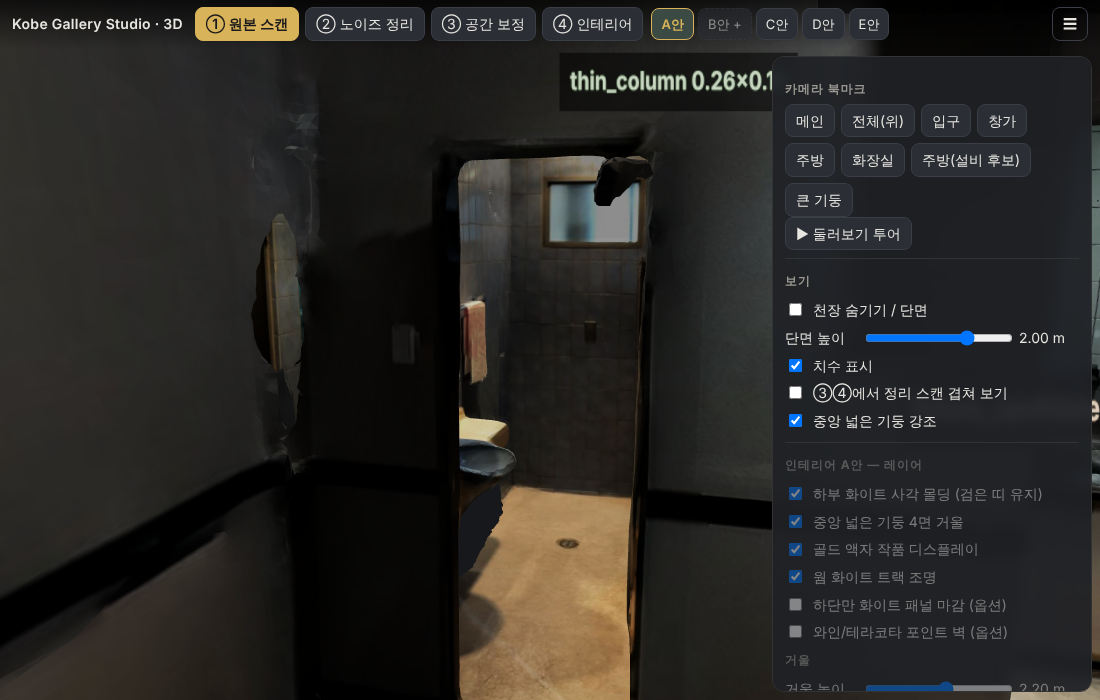 Kobe Gallery Studio · 3D
① 원본 스캔
② 노이즈 정리
③ 공간 보정
④ 인테리어
A안
B안 +
C안
D안
E안
☰
thin_column 0.26×0.1
카메라 북마크
메인
전체(위)
입구
창가
주방
화장실
주방(설비 후보)
큰 기둥
▶ 둘러보기 투어
보기
천장 숨기기 / 단면
단면 높이 2.00 m
치수 표시
③④에서 정리 스캔 겹쳐 보기
중앙 넓은 기둥 강조
인테리어 A안 — 레이어
하부 화이트 사각 몰딩 (검은 띠 유지)
중앙 넓은 기둥 4면 거울
골드 액자 작품 디스플레이
웜 화이트 트랙 조명
하단만 화이트 패널 마감 (옵션)
와인/테라코타 포인트 벽 (옵션)
거울
거울 높이 2.20 m